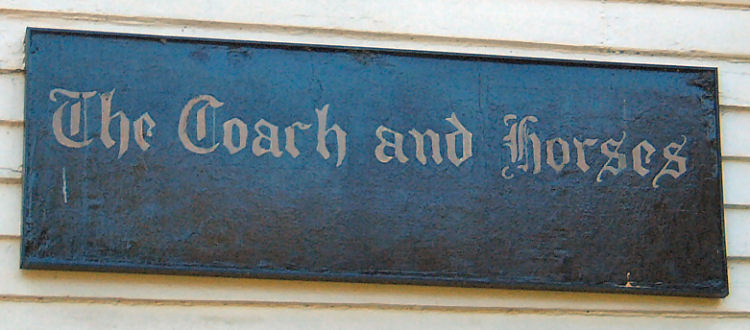 The Coach and Horses